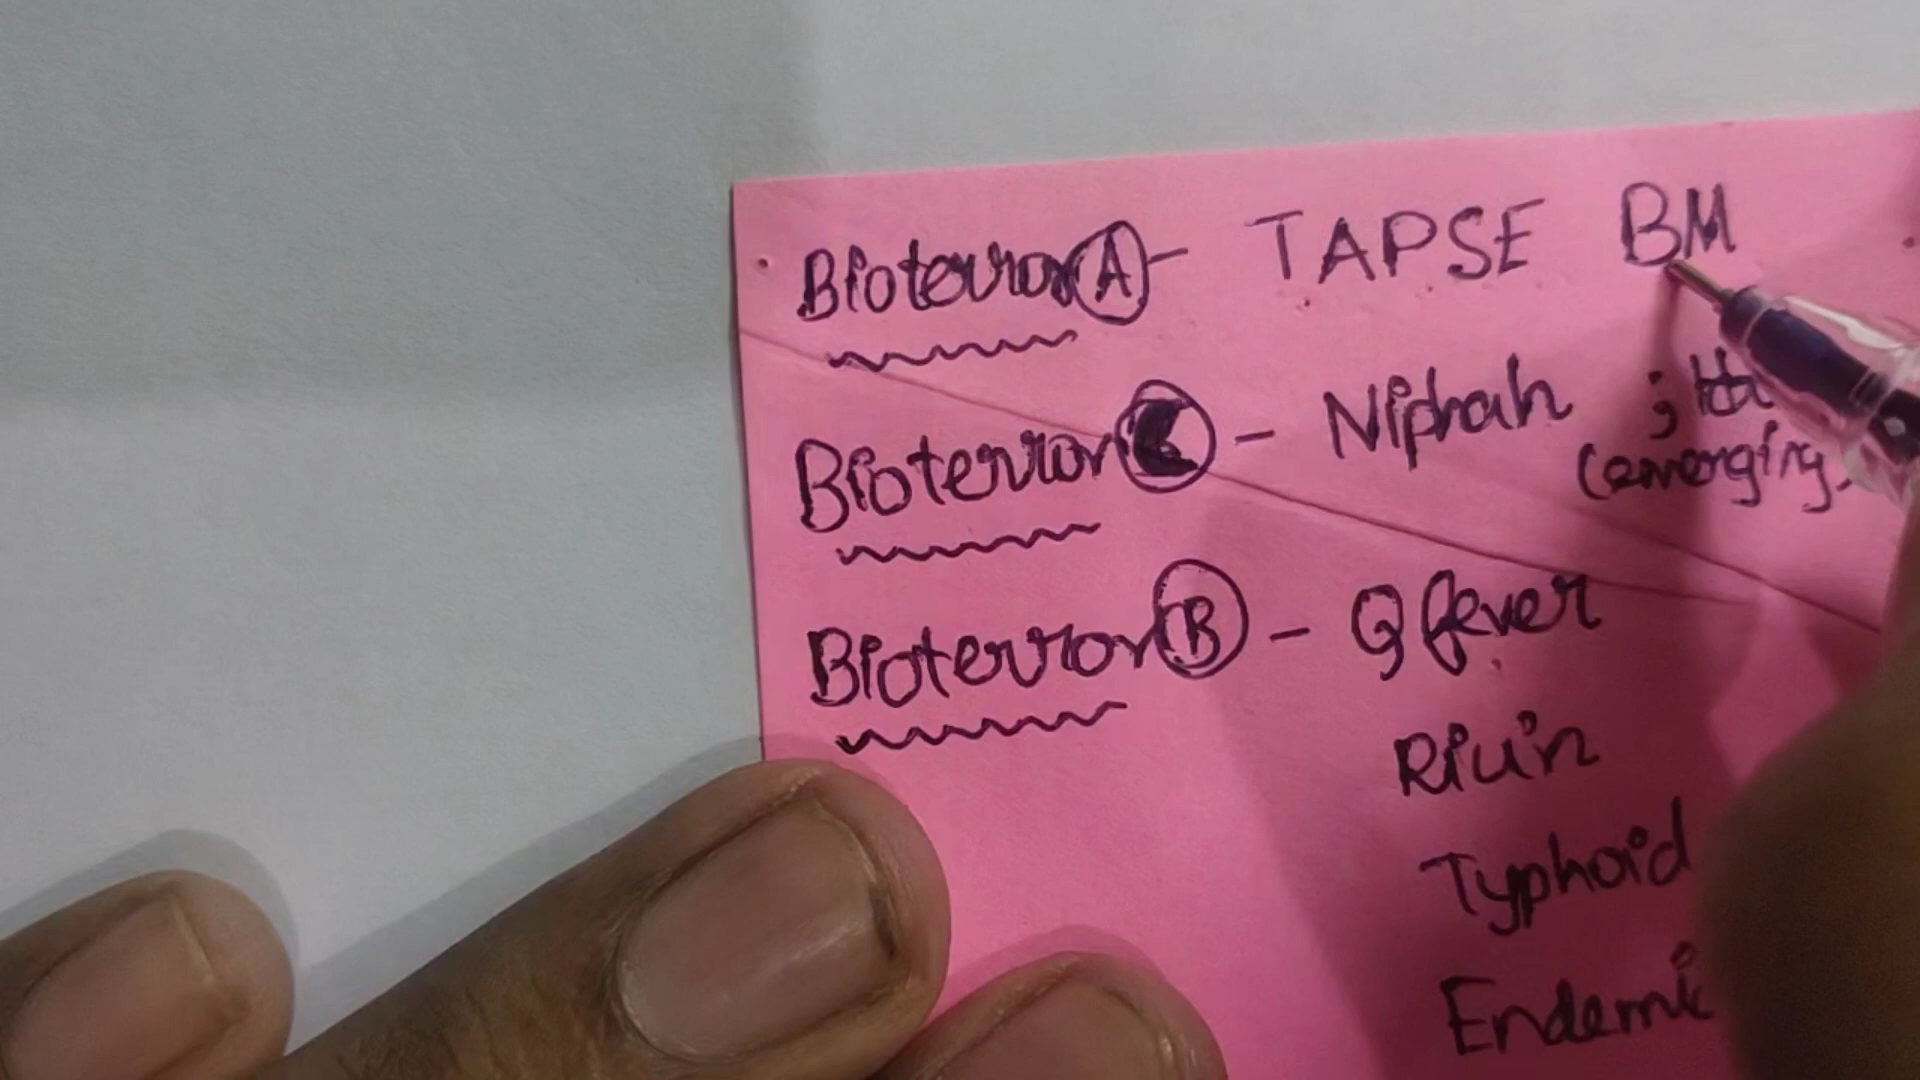 Bioterror A - TAPSE BM
Bioterror C - Niphah ;
(emerging
Bioterror B - Q fever
Ricin
Typhoid
Endemic